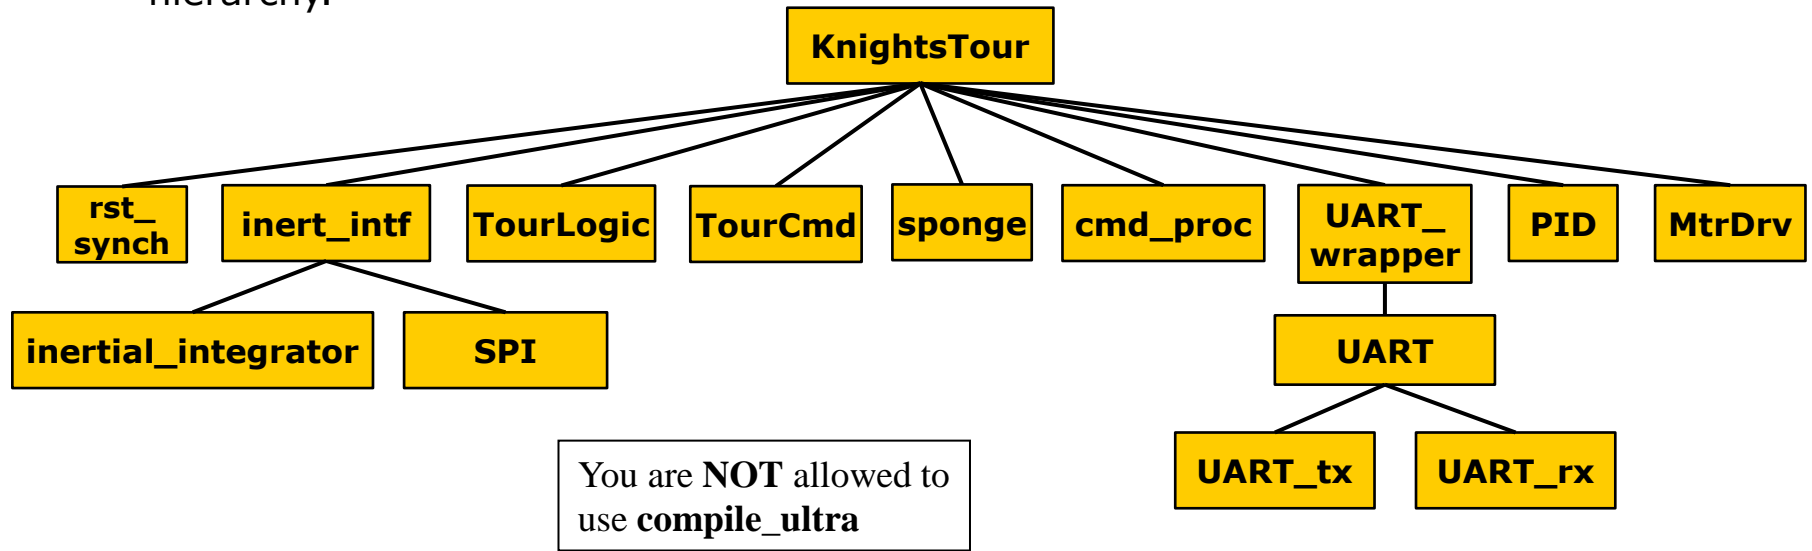 hierarchy.
KnightsTour
rst_
synch
inert_intf
TourLogic
TourCmd
sponge
cmd_proc
UART_
wrapper
PID
MtrDrv
inertial_integrator
SPI
UART
UART_tx
UART_rx
You are NOT allowed to
use compile_ultra